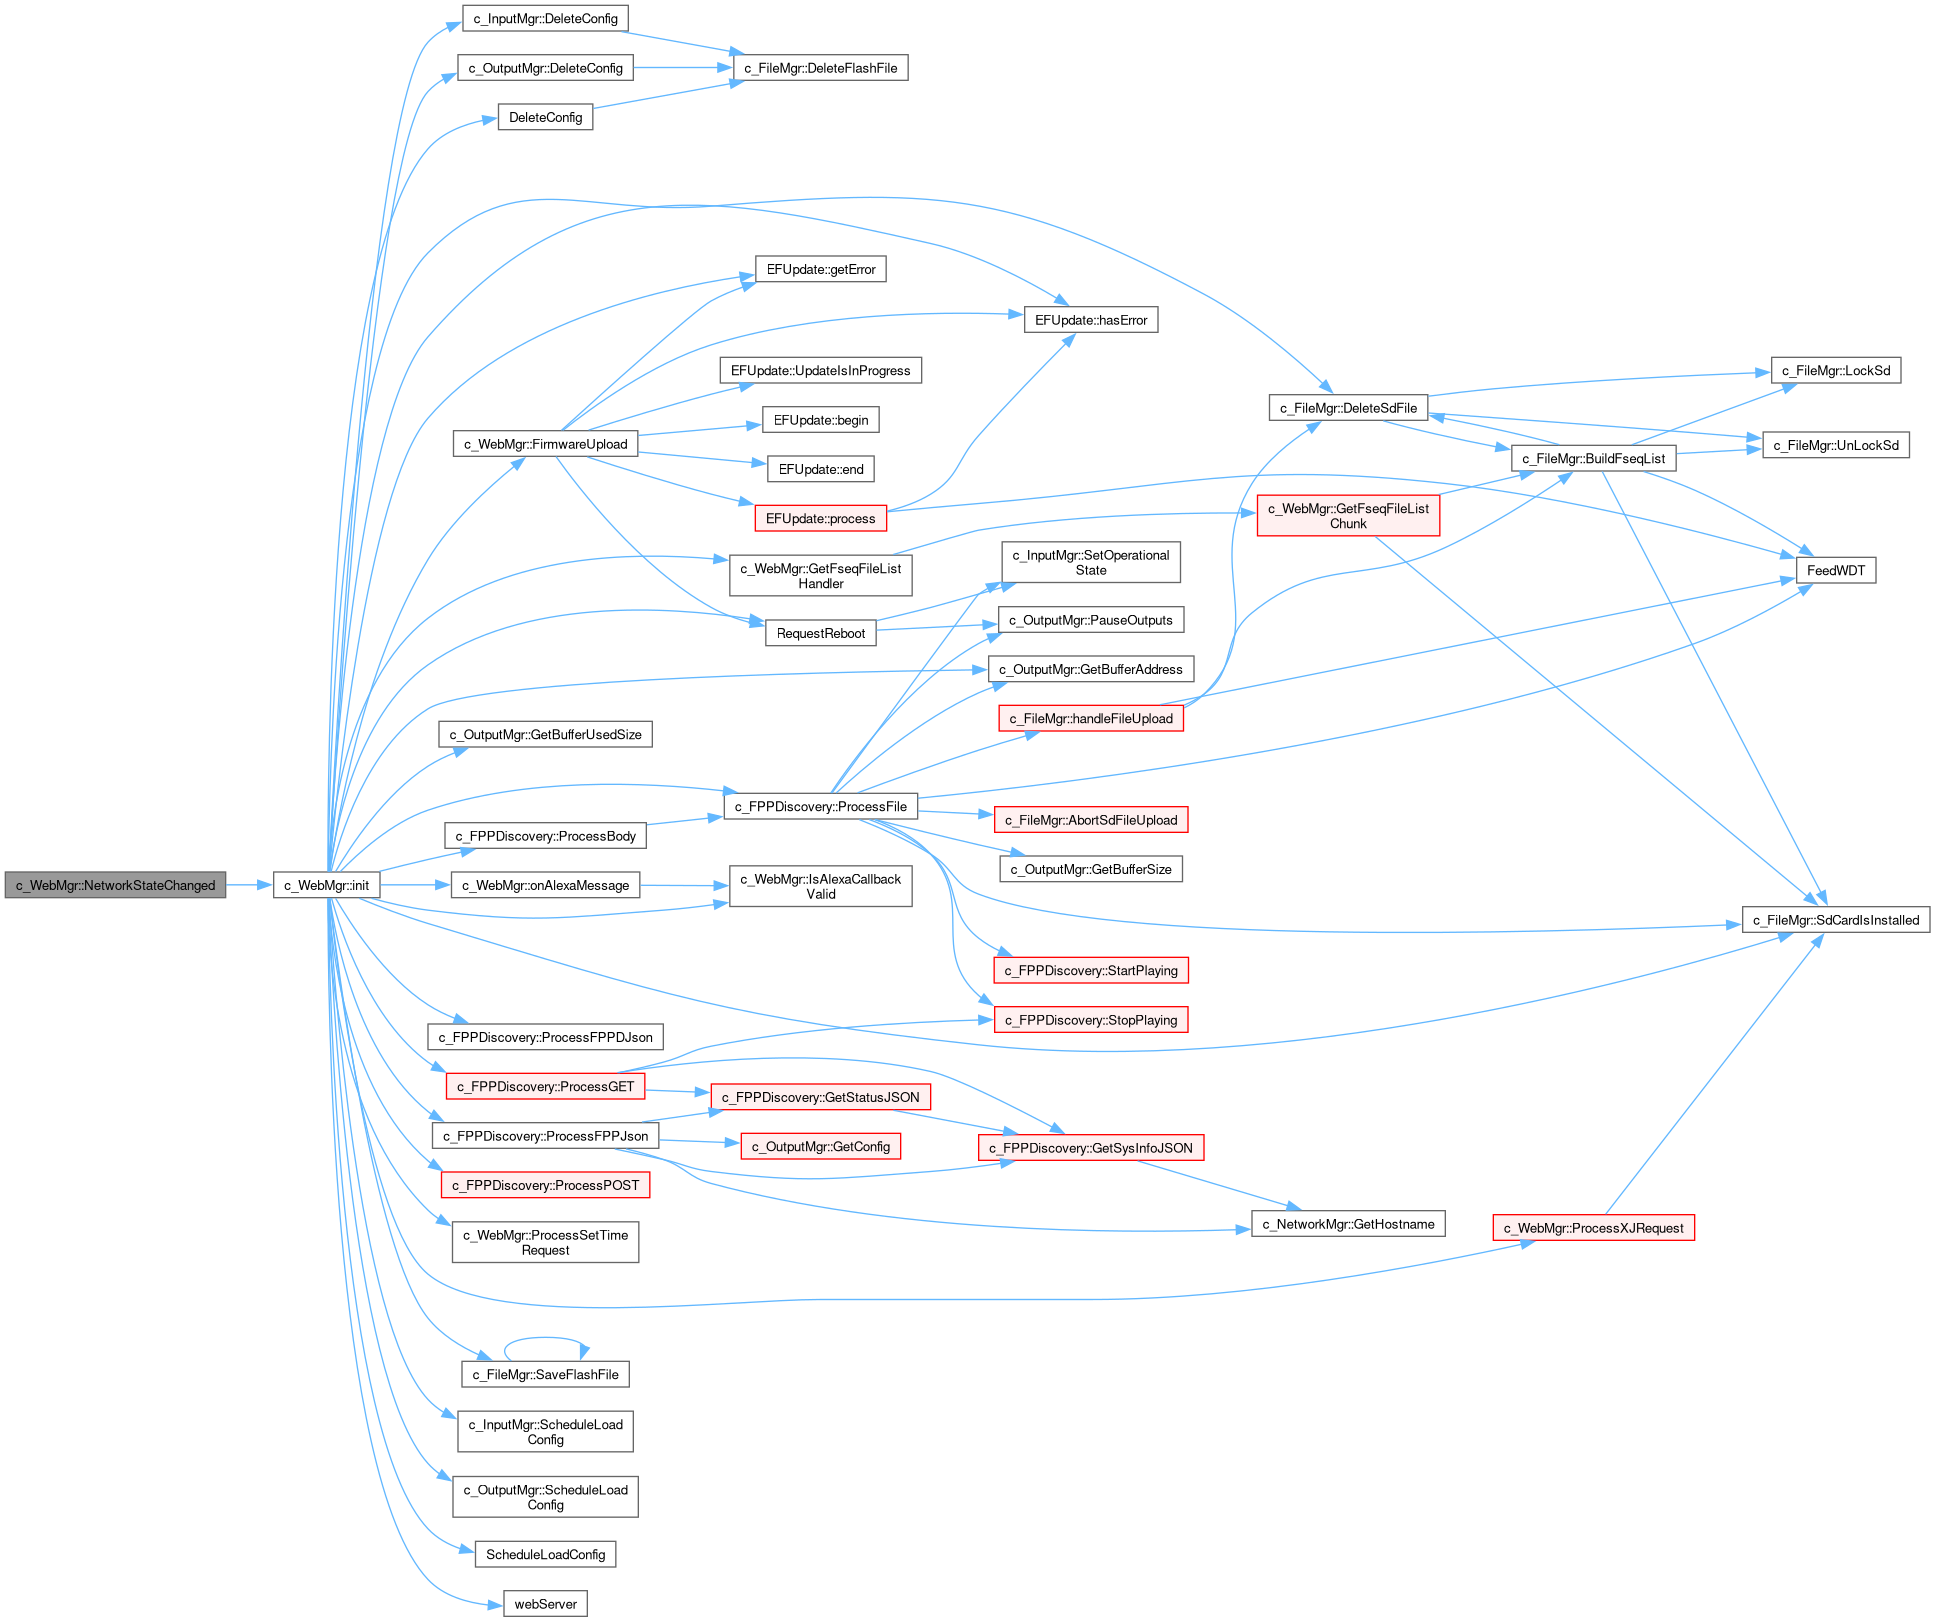 c_InputMgr::DeleteConfig
c_OutputMgr::DeleteConfig
c_FileMgr::DeleteFlashFile
DeleteConfig
EFUpdate::getError
EFUpdate::hasError
EFUpdate::UpdateIsInProgress
c_FileMgr::LockSd
c_FileMgr::DeleteSdFile
EFUpdate::begin
c_WebMgr::FirmwareUpload
c_FileMgr::UnLockSd
c_FileMgr::BuildFseqList
EFUpdate::end
EFUpdate::process
c_WebMgr::GetFseqFileList
Chunk
c_InputMgr::SetOperational
State
c_WebMgr::GetFseqFileList
Handler
FeedWDT
c_OutputMgr::PauseOutputs
RequestReboot
c_OutputMgr::GetBufferAddress
c_FileMgr::handleFileUpload
c_OutputMgr::GetBufferUsedSize
c_FPPDiscovery::ProcessFile
c_FileMgr::AbortSdFileUpload
c_FPPDiscovery::ProcessBody
c_OutputMgr::GetBufferSize
c_WebMgr::NetworkStateChanged
c_WebMgr::init
c_WebMgr::onAlexaMessage
c_WebMgr::IsAlexaCallback
Valid
c_FileMgr::SdCardIsInstalled
c_FPPDiscovery::StartPlaying
c_FPPDiscovery::StopPlaying
c_FPPDiscovery::ProcessFPPDJson
c_FPPDiscovery::ProcessGET
c_FPPDiscovery::GetStatusJSON
c_FPPDiscovery::ProcessFPPJson
c_OutputMgr::GetConfig
c_FPPDiscovery::GetSysInfoJSON
c_FPPDiscovery::ProcessPOST
c_NetworkMgr::GetHostname
c_WebMgr::ProcessXJRequest
c_WebMgr::ProcessSetTime
Request
c_FileMgr::SaveFlashFile
c_InputMgr::ScheduleLoad
Config
c_OutputMgr::ScheduleLoad
Config
ScheduleLoadConfig
webServer